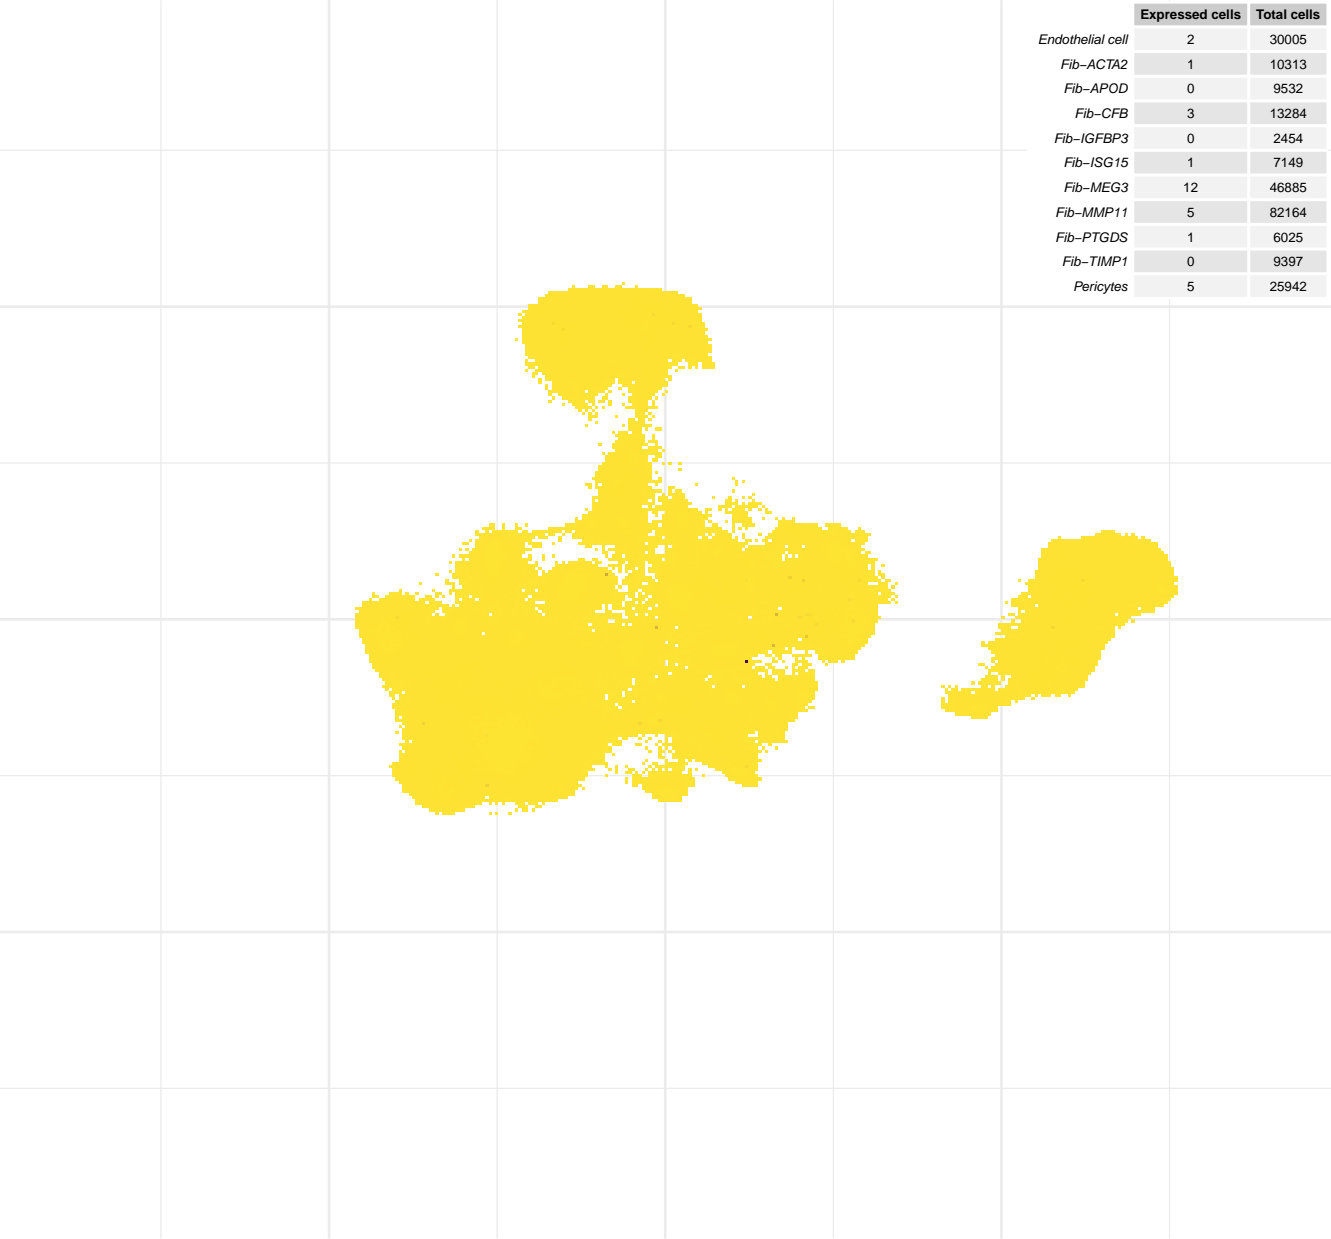 Expressed cells Total cells
Endothelial cell 2 30005
Fib−ACTA2 1 10313
Fib−APOD 0 9532
Fib−CFB 3 13284
Fib−IGFBP3 0 2454
Fib−ISG15 1 7149
Fib−MEG3 12 46885
Fib−MMP11 5 82164
Fib−PTGDS 1 6025
Fib−TIMP1 0 9397
Pericytes 5 25942